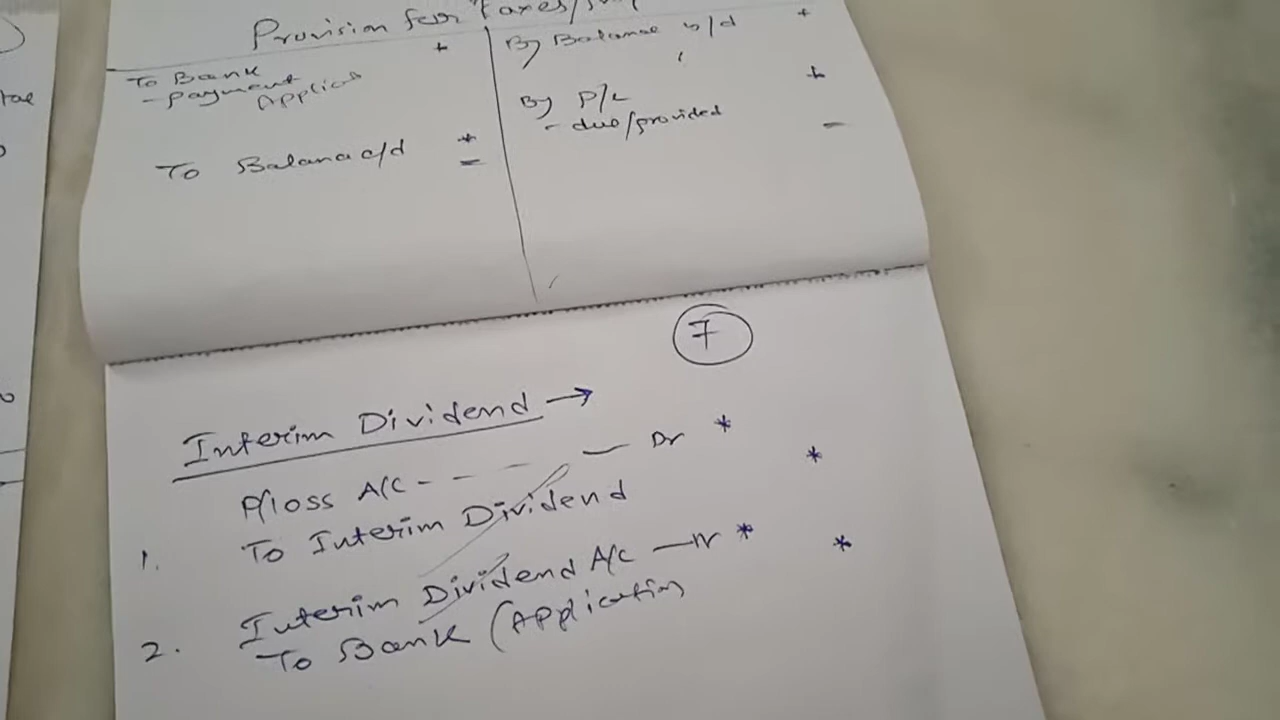 Provision for Taxes/
To Bank
- Payment
Applica
To Balance c/d
By Balance b/d
By P/L
- due/provided
7
Interim Dividend →
P/loss A/c - - - — Dr *
1. To Interim Dividend *
Interim Dividend A/c — Dr *
2. To Bank (Application *